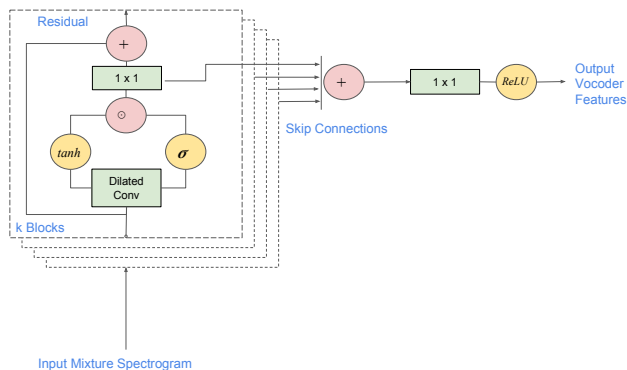 Residual
+
1 x 1
⊙
tanh
σ
Dilated
Conv
k Blocks
+
Skip Connections
1 x 1
ReLU
Output
Vocoder
Features
Input Mixture Spectrogram